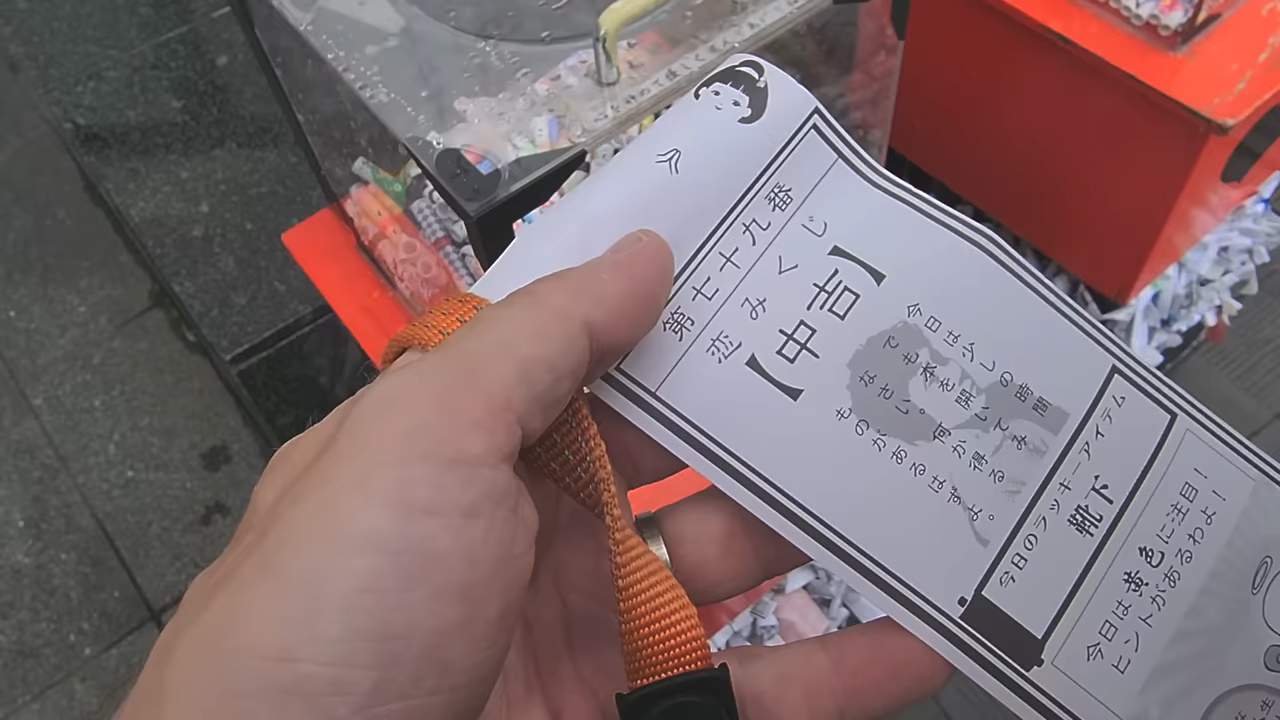 第七十九番
恋みくじ
【中吉】
今日は少しの時間
でも本を開いてみ
なさい。何か得る
ものがあるはずよ。
今日のラッキーアイテム
靴下
今日は黄色に注目！
ヒントがあるわよ！